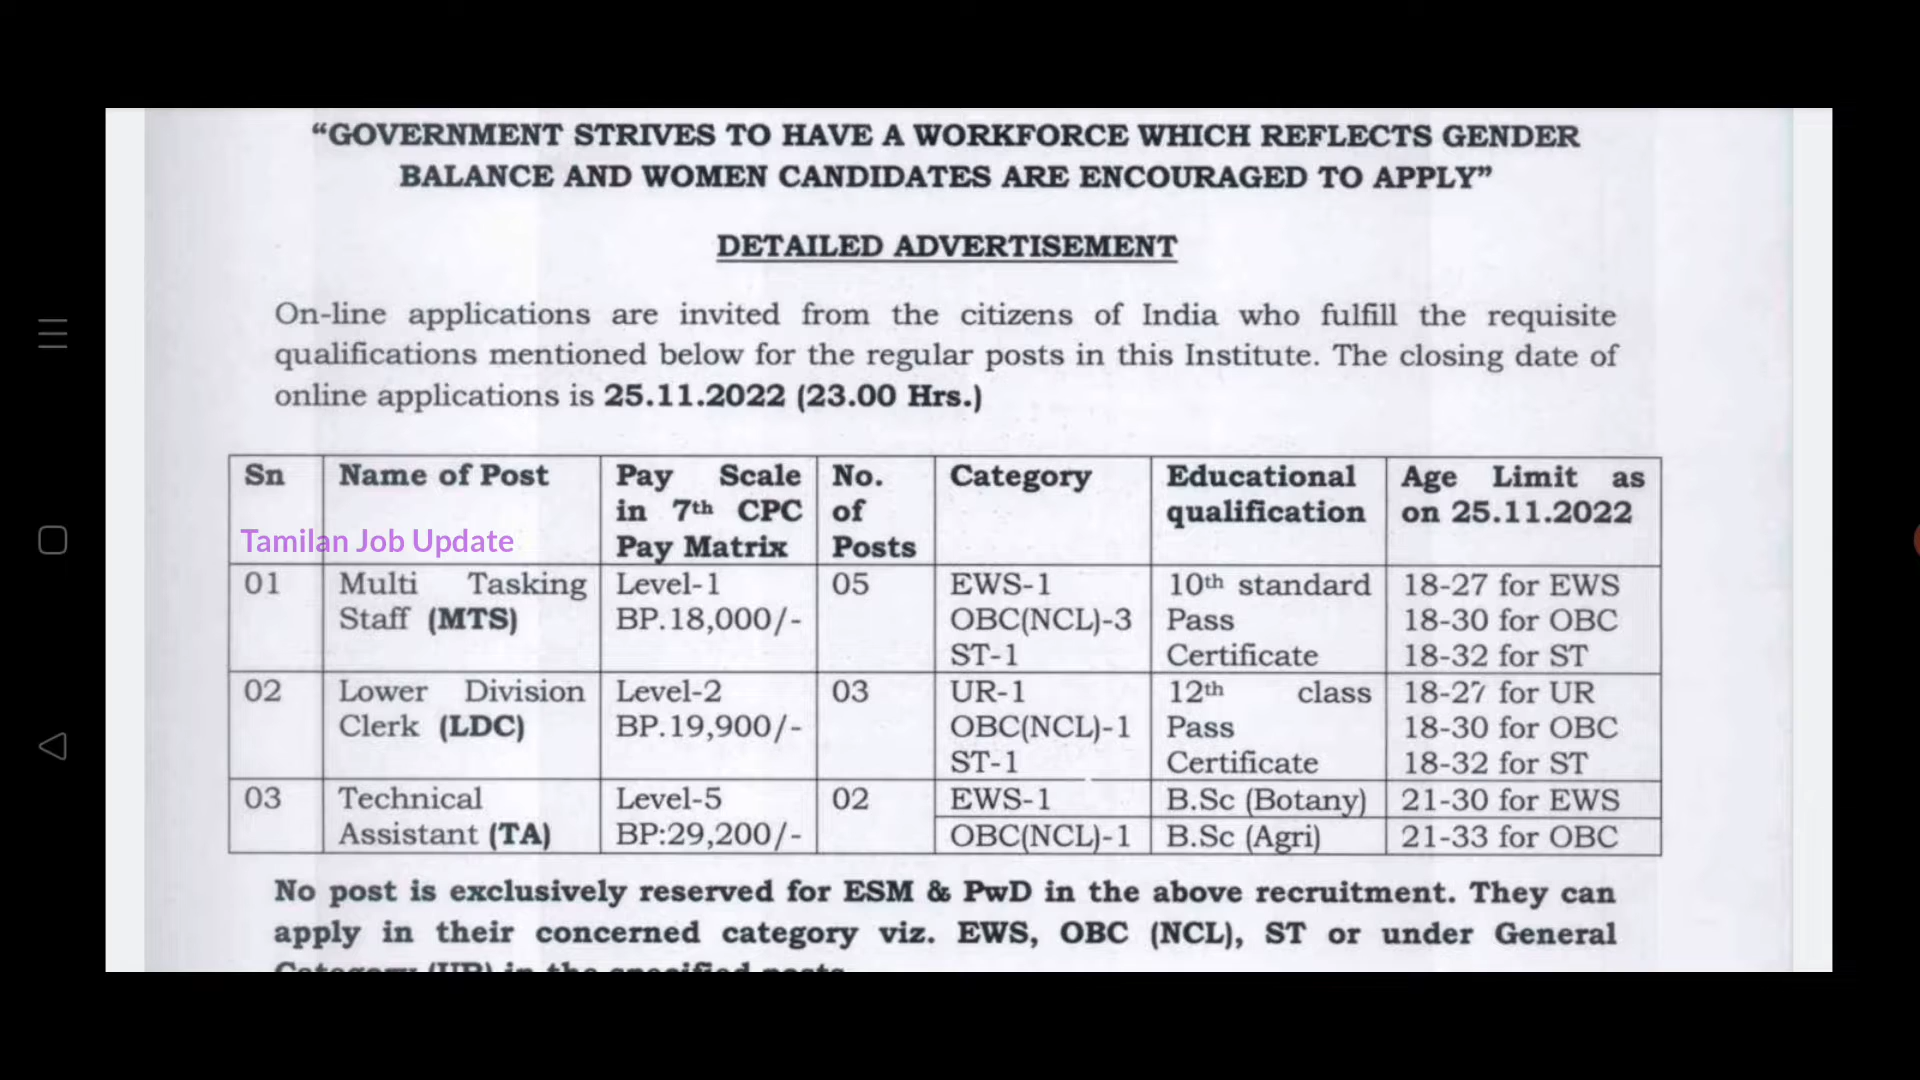 “GOVERNMENT STRIVES TO HAVE A WORKFORCE WHICH REFLECTS GENDER
BALANCE AND WOMEN CANDIDATES ARE ENCOURAGED TO APPLY”
DETAILED ADVERTISEMENT
On-line applications are invited from the citizens of India who fulfill the requisite
qualifications mentioned below for the regular posts in this Institute. The closing date of
online applications is 25.11.2022 (23.00 Hrs.)
Sn Name of Post Pay Scale No. Category Educational Age Limit as
in 7th CPC of qualification on 25.11.2022
Tamilan Job Update Pay Matrix Posts
01 Multi Tasking Level-1 05 EWS-1 10th standard 18-27 for EWS
Staff (MTS) BP.18,000/- OBC(NCL)-3 Pass 18-30 for OBC
ST-1 Certificate 18-32 for ST
02 Lower Division Level-2 03 UR-1 12th class 18-27 for UR
Clerk (LDC) BP.19,900/- OBC(NCL)-1 Pass 18-30 for OBC
ST-1 Certificate 18-32 for ST
03 Technical Level-5 02 EWS-1 B.Sc (Botany) 21-30 for EWS
Assistant (TA) BP:29,200/- OBC(NCL)-1 B.Sc (Agri) 21-33 for OBC
No post is exclusively reserved for ESM & PwD in the above recruitment. They can
apply in their concerned category viz. EWS, OBC (NCL), ST or under General
Category (UR) in the specified posts